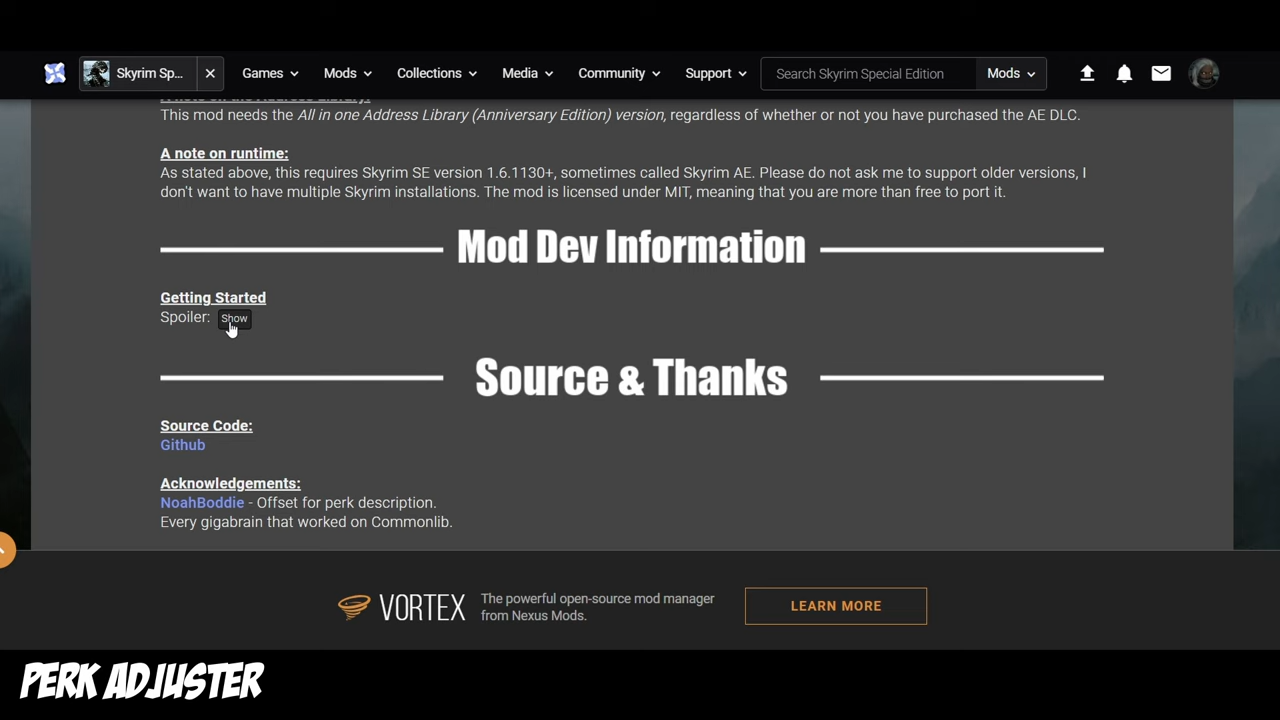 Skyrim Sp...
Games
Mods
Collections
Media
Community
Support
Search Skyrim Special Edition
Mods
A note on the Address Library:
This mod needs the All in one Address Library (Anniversary Edition) version, regardless of whether or not you have purchased the AE DLC.
A note on runtime:
As stated above, this requires Skyrim SE version 1.6.1130+, sometimes called Skyrim AE. Please do not ask me to support older versions, I
don't want to have multiple Skyrim installations. The mod is licensed under MIT, meaning that you are more than free to port it.
Mod Dev Information
Getting Started
Spoiler: Show
Source & Thanks
Source Code:
Github
Acknowledgements:
NoahBoddie - Offset for perk description.
Every gigabrain that worked on Commonlib.
VORTEX
The powerful open-source mod manager
from Nexus Mods.
LEARN MORE
PERK ADJUSTER